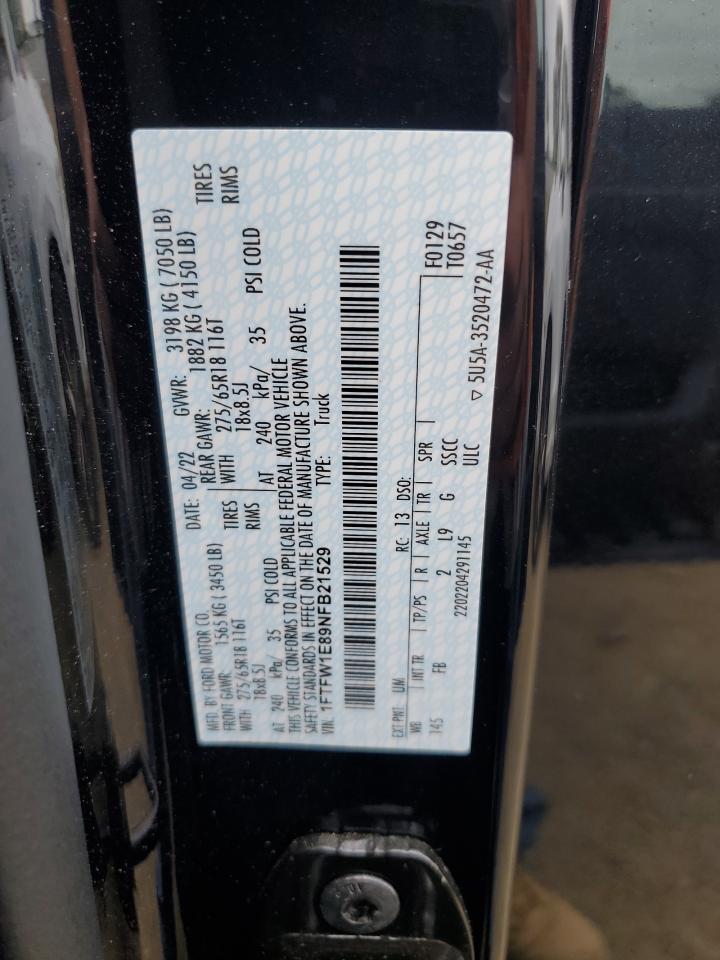 MFD. BY FORD MOTOR CO. DATE: 04/22 GVWR: 3198 KG ( 7050 LB)
FRONT GAWR: 1565 KG ( 3450 LB) REAR GAWR: 1882 KG ( 4150 LB)
WITH 275/65R18 116T TIRES WITH 275/65R18 116T TIRES
18x8.5J RIMS 18x8.5J RIMS
AT 240 kPa/ 35 PSI COLD AT 240 kPa/ 35 PSI COLD
THIS VEHICLE CONFORMS TO ALL APPLICABLE FEDERAL MOTOR VEHICLE
SAFETY STANDARDS IN EFFECT ON THE DATE OF MANUFACTURE SHOWN ABOVE.
VIN: 1FTFW1E89NFB21529 TYPE: Truck
EXT PNT: UM RC: 13 DSO: F0129
WB INT TR TP/PS R AXLE TR SPR T0657
145 FB 2 L9 G SSCC
2202204291145 ULC ▽ 5U5A-3520472-AA